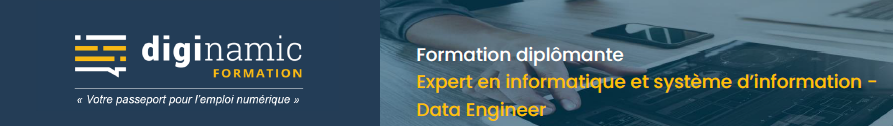 diginamic
FORMATION
« Votre passeport pour l'emploi numérique »
Formation diplômante
Expert en informatique et système d'information -
Data Engineer